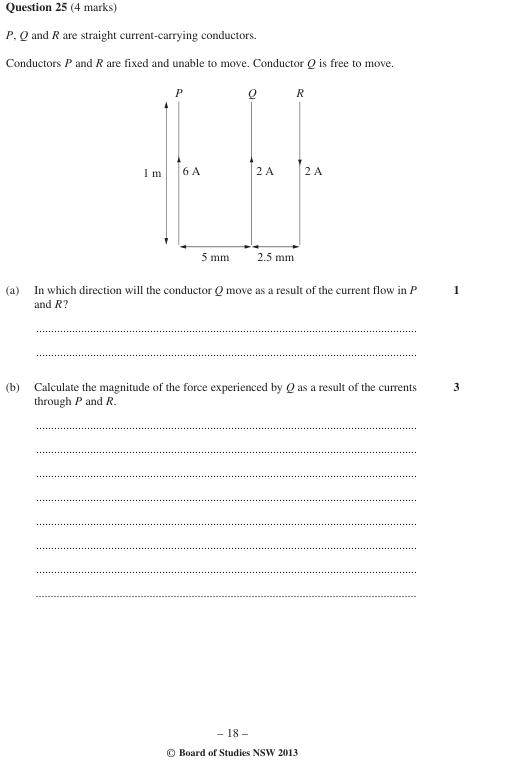 Question 25 (4 marks)
P, Q and R are straight current-carrying conductors.
Conductors P and R are fixed and unable to move. Conductor Q is free to move.
P Q R
1 m 6 A 2 A 2 A
5 mm 2.5 mm
(a) In which direction will the conductor Q move as a result of the current flow in P 1
and R?
(b) Calculate the magnitude of the force experienced by Q as a result of the currents 3
through P and R.
– 18 –
© Board of Studies NSW 2013